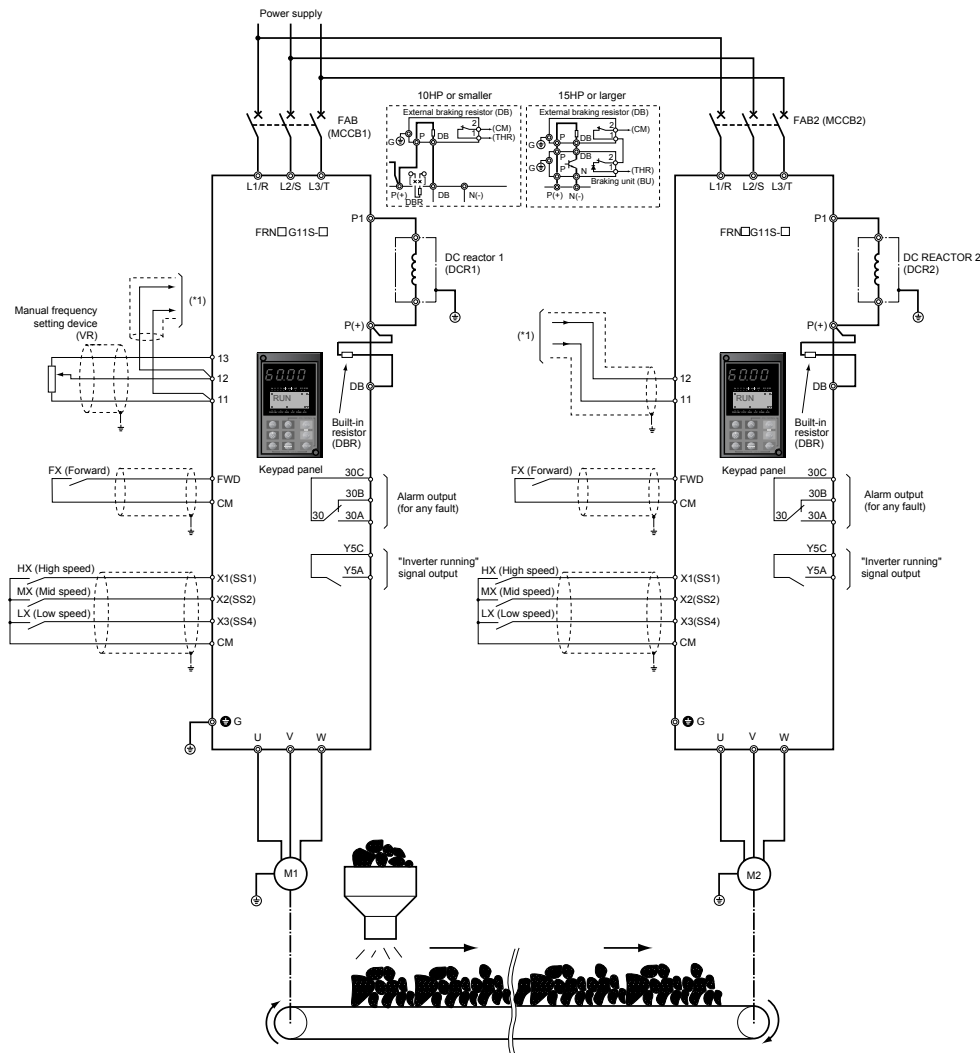 Power supply
FAB
(MCCB1)
10HP or smaller
External braking resistor (DB)
G
P
DB
2
1
(CM)
(THR)
P(+)
DBR
DB
N(-)
15HP or larger
External braking resistor (DB)
G
P
DB
2
1
(CM)
G
P
DB
P
N
2
1
(THR)
Braking unit (BU)
P(+)
N(-)
FAB2 (MCCB2)
L1/R
L2/S
L3/T
P1
FRN□G11S-□
DC reactor 1
(DCR1)
(*1)
Manual frequency
setting device
(VR)
P(+)
13
12
11
60.00
RUN
DB
Built-in
resistor
(DBR)
Keypad panel
FX (Forward)
FWD
CM
30C
30B
30
30A
Alarm output
(for any fault)
Y5C
Y5A
"Inverter running"
signal output
HX (High speed)
X1(SS1)
MX (Mid speed)
X2(SS2)
LX (Low speed)
X3(SS4)
CM
G
U
V
W
M1
L1/R
L2/S
L3/T
P1
FRN□G11S-□
DC REACTOR 2
(DCR2)
(*1)
P(+)
12
11
60.00
RUN
DB
Built-in
resistor
(DBR)
Keypad panel
FX (Forward)
FWD
CM
30C
30B
30
30A
Alarm output
(for any fault)
Y5C
Y5A
"Inverter running"
signal output
HX (High speed)
X1(SS1)
MX (Mid speed)
X2(SS2)
LX (Low speed)
X3(SS4)
CM
G
U
V
W
M2